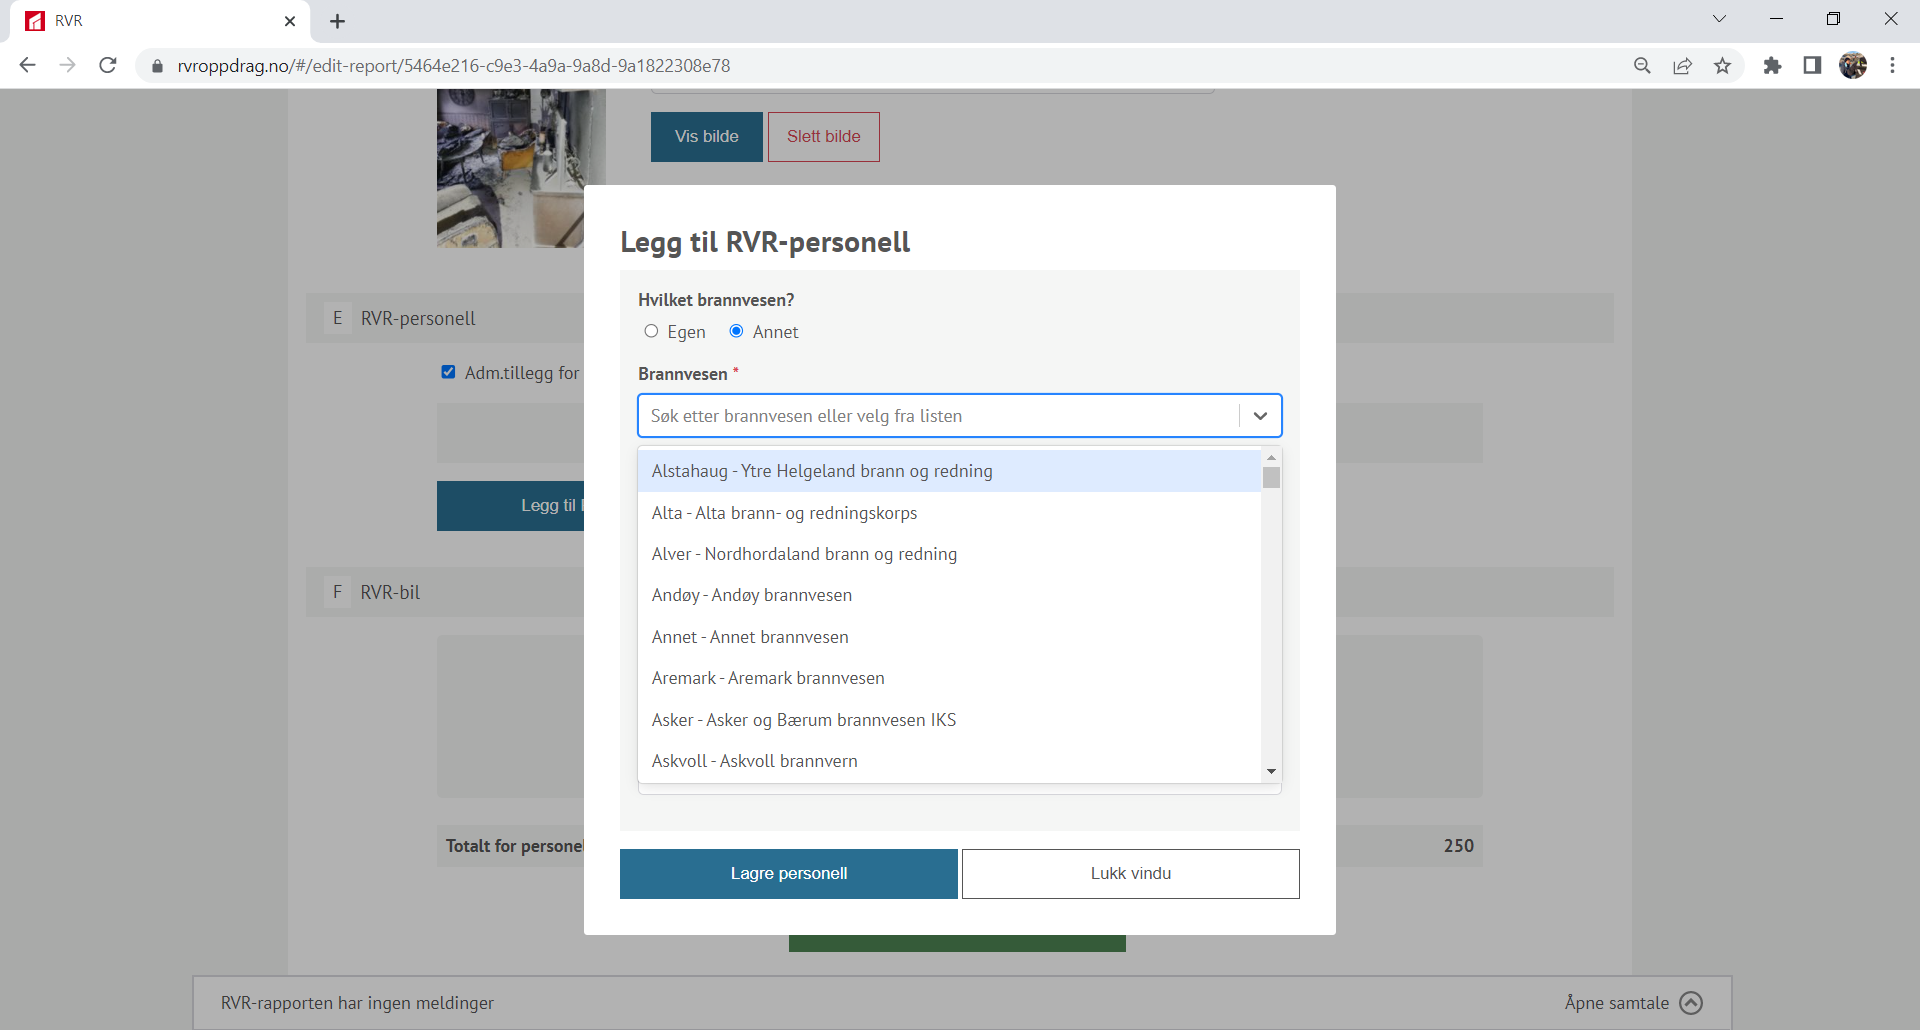 RVR
rvroppdrag.no/#/edit-report/5464e216-c9e3-4a9a-9a8d-9a1822308e78
Vis bilde
Slett bilde
Legg til RVR-personell
Hvilket brannvesen?
Egen
Annet
E RVR-personell
Adm.tillegg for
Brannvesen *
Søk etter brannvesen eller velg fra listen
Alstahaug - Ytre Helgeland brann og redning
Alta - Alta brann- og redningskorps
Legg til
Alver - Nordhordaland brann og redning
Andøy - Andøy brannvesen
F RVR-bil
Annet - Annet brannvesen
Aremark - Aremark brannvesen
Asker - Asker og Bærum brannvesen IKS
Askvoll - Askvoll brannvern
Totalt for personel
250
Lagre personell
Lukk vindu
RVR-rapporten har ingen meldinger
Åpne samtale